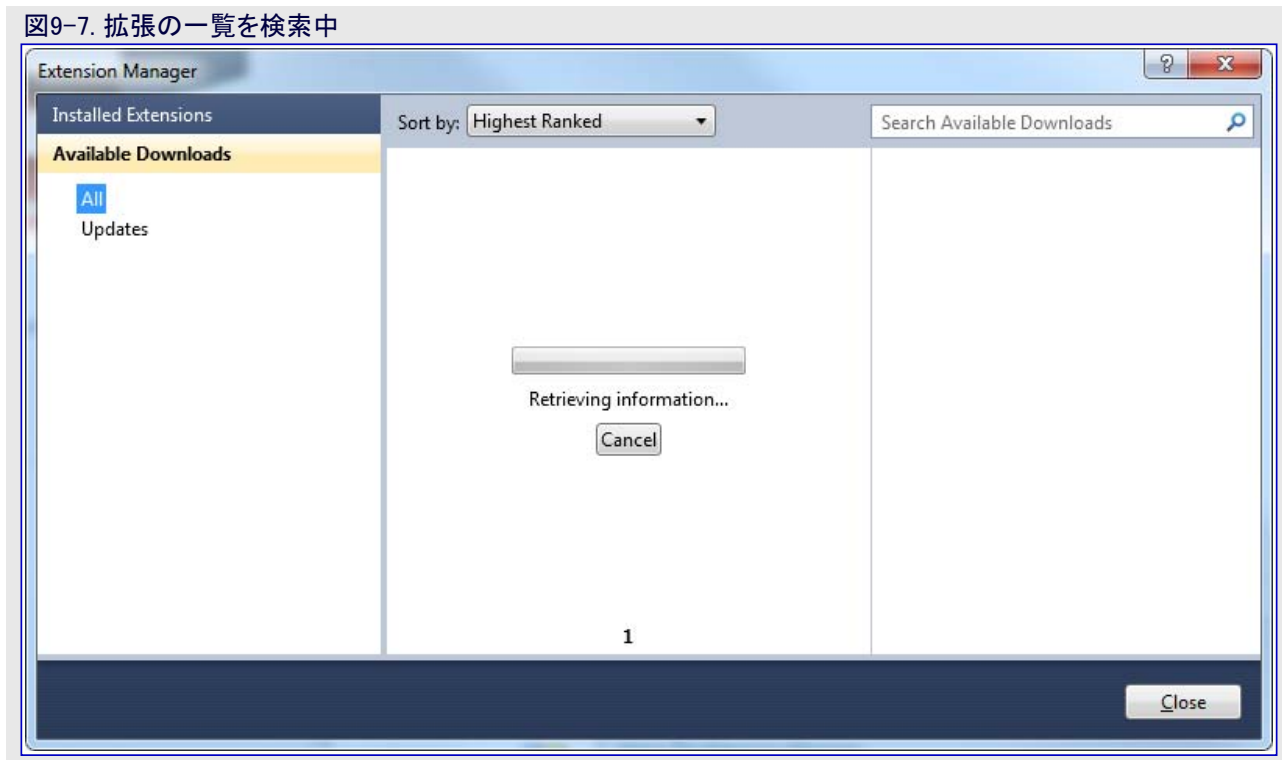 図9-7. 拡張の一覧を検索中
Extension Manager
?
Installed Extensions
Available Downloads
All
Updates
Sort by: Highest Ranked
Search Available Downloads
Retrieving information...
Cancel
1
Close